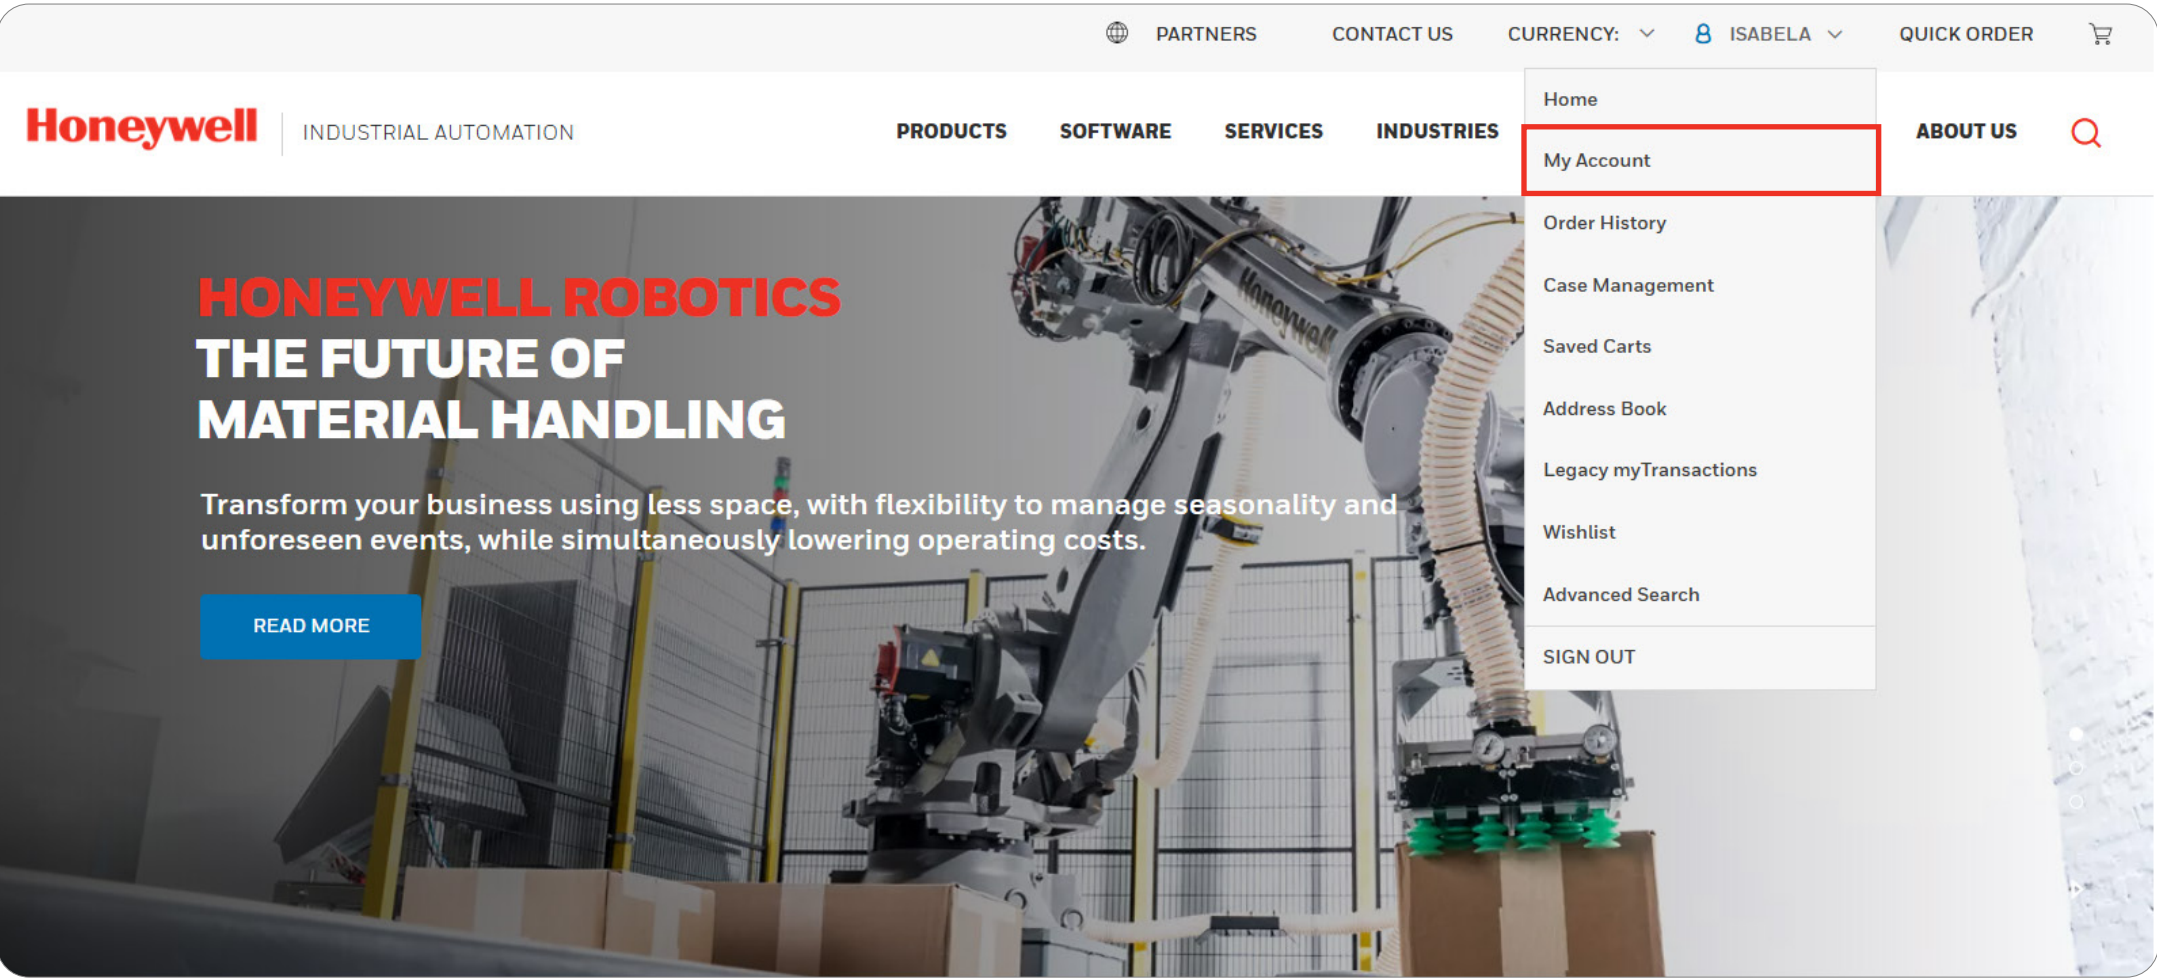 PARTNERS CONTACT US CURRENCY: ISABELA QUICK ORDER
Honeywell INDUSTRIAL AUTOMATION PRODUCTS SOFTWARE SERVICES INDUSTRIES ABOUT US
Home
My Account
Order History
Case Management
Saved Carts
Address Book
Legacy myTransactions
Wishlist
Advanced Search
SIGN OUT
HONEYWELL ROBOTICS
THE FUTURE OF
MATERIAL HANDLING
Transform your business using less space, with flexibility to manage seasonality and
unforeseen events, while simultaneously lowering operating costs.
READ MORE
Honeywell